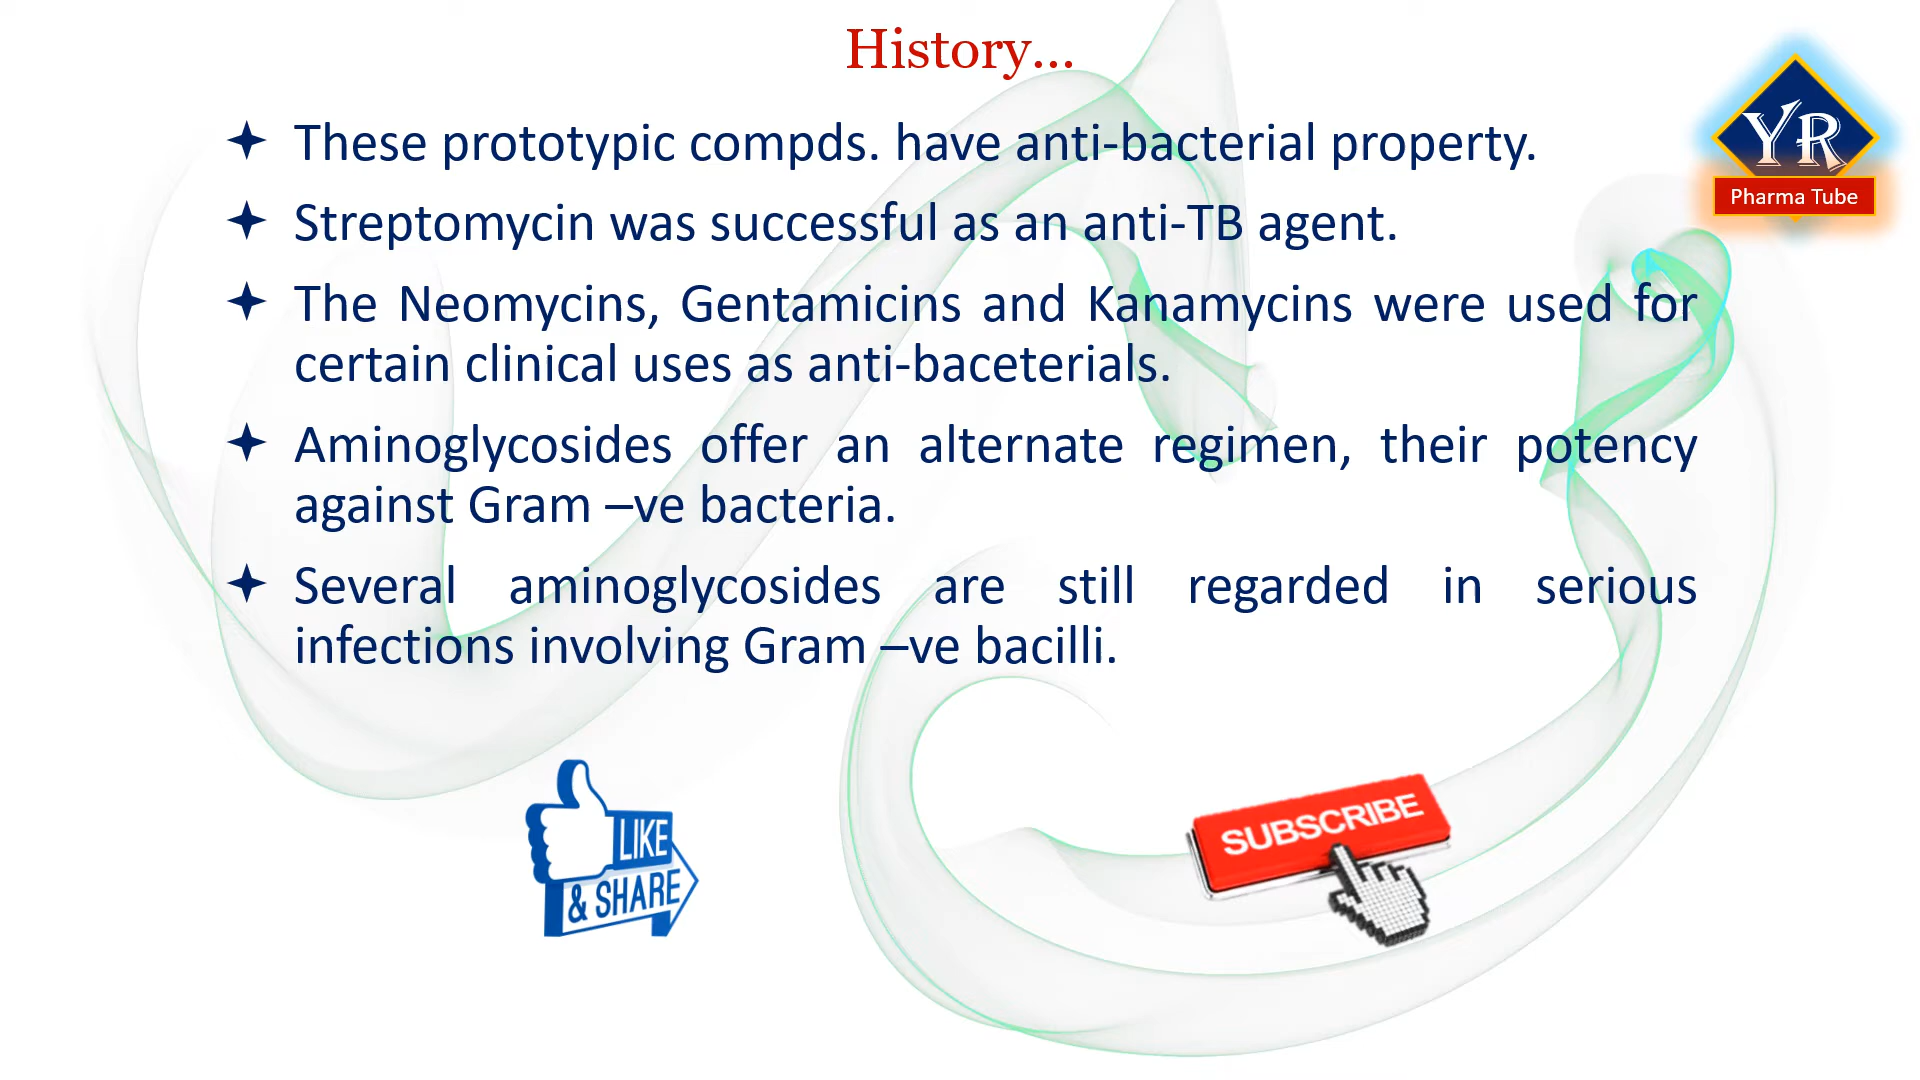 History...
YR
Pharma Tube
These prototypic compds. have anti-bacterial property.
Streptomycin was successful as an anti-TB agent.
The Neomycins, Gentamicins and Kanamycins were used for
certain clinical uses as anti-baceterials.
Aminoglycosides offer an alternate regimen, their potency
against Gram –ve bacteria.
Several aminoglycosides are still regarded in serious
infections involving Gram –ve bacilli.
LIKE
& SHARE
SUBSCRIBE